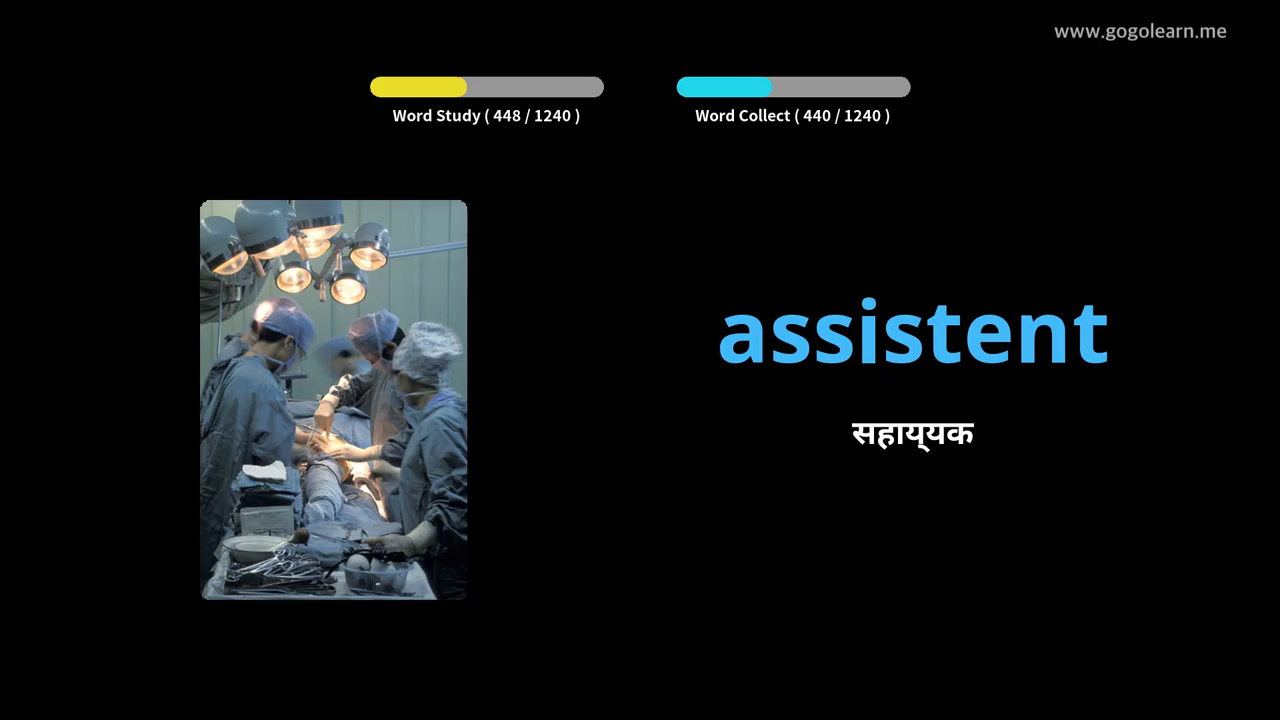 www.gogolearn.me
Word Study ( 448 / 1240 )
Word Collect ( 440 / 1240 )
assistent
सहाय्यक